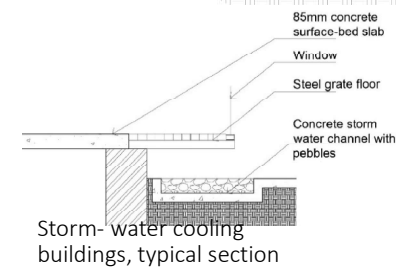 85mm concrete
surface-bed slab
Window
Steel grate floor
Concrete storm
water channel with
pebbles
Storm- water cooling
buildings, typical section